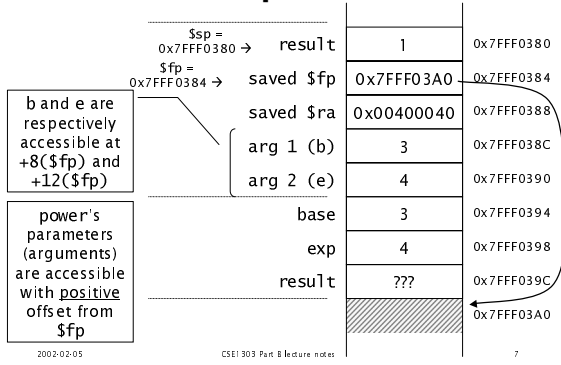 $sp =
0x7FFF0380 → result 1 0x7FFF0380
$fp =
0x7FFF0384 → saved $fp 0x7FFF03A0 0x7FFF0384
saved $ra 0x00400040 0x7FFF0388
arg 1 (b) 3 0x7FFF038C
arg 2 (e) 4 0x7FFF0390
base 3 0x7FFF0394
exp 4 0x7FFF0398
result ??? 0x7FFF039C
0x7FFF03A0
b and e are
respectively
accessible at
+8($fp) and
+12($fp)
power's
parameters
(arguments)
are accessible
with positive
offset from
$fp
2002-02-05 CSE1303 Part B lecture notes 7